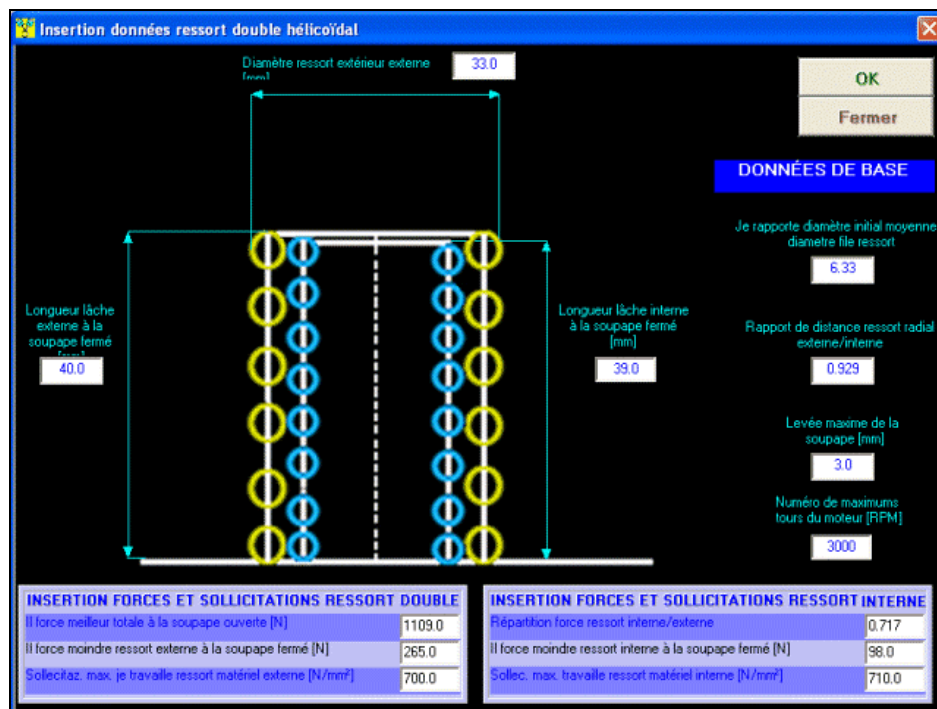 Insertion données ressort double hélicoïdal
Diamètre ressort extérieur externe
[mm]
33.0
OK
Fermer
DONNÉES DE BASE
Je rapporte diamètre initial moyenne
diametre file ressort
6.33
Longueur lâche
externe à la
soupape fermé
[mm]
40.0
Longueur lâche interne
à la soupape fermé
[mm]
39.0
Rapport de distance ressort radial
externe/interne
0.929
Levée maxime de la
soupape [mm]
3.0
Numéro de maximums
tours du moteur [RPM]
3000
INSERTION FORCES ET SOLLICITATIONS RESSORT DOUBLE
Il force meilleur totale à la soupape ouverte [N] 1109.0
Il force moindre ressort externe à la soupape fermé [N] 265.0
Sollecitaz. max. je travaille ressort matériel externe [N/mm²] 700.0
INSERTION FORCES ET SOLLICITATIONS RESSORT INTERNE
Répartition force ressort interne/externe 0.717
Il force moindre ressort interne à la soupape fermé [N] 98.0
Sollec. max. travaille ressort matériel interne [N/mm²] 710.0